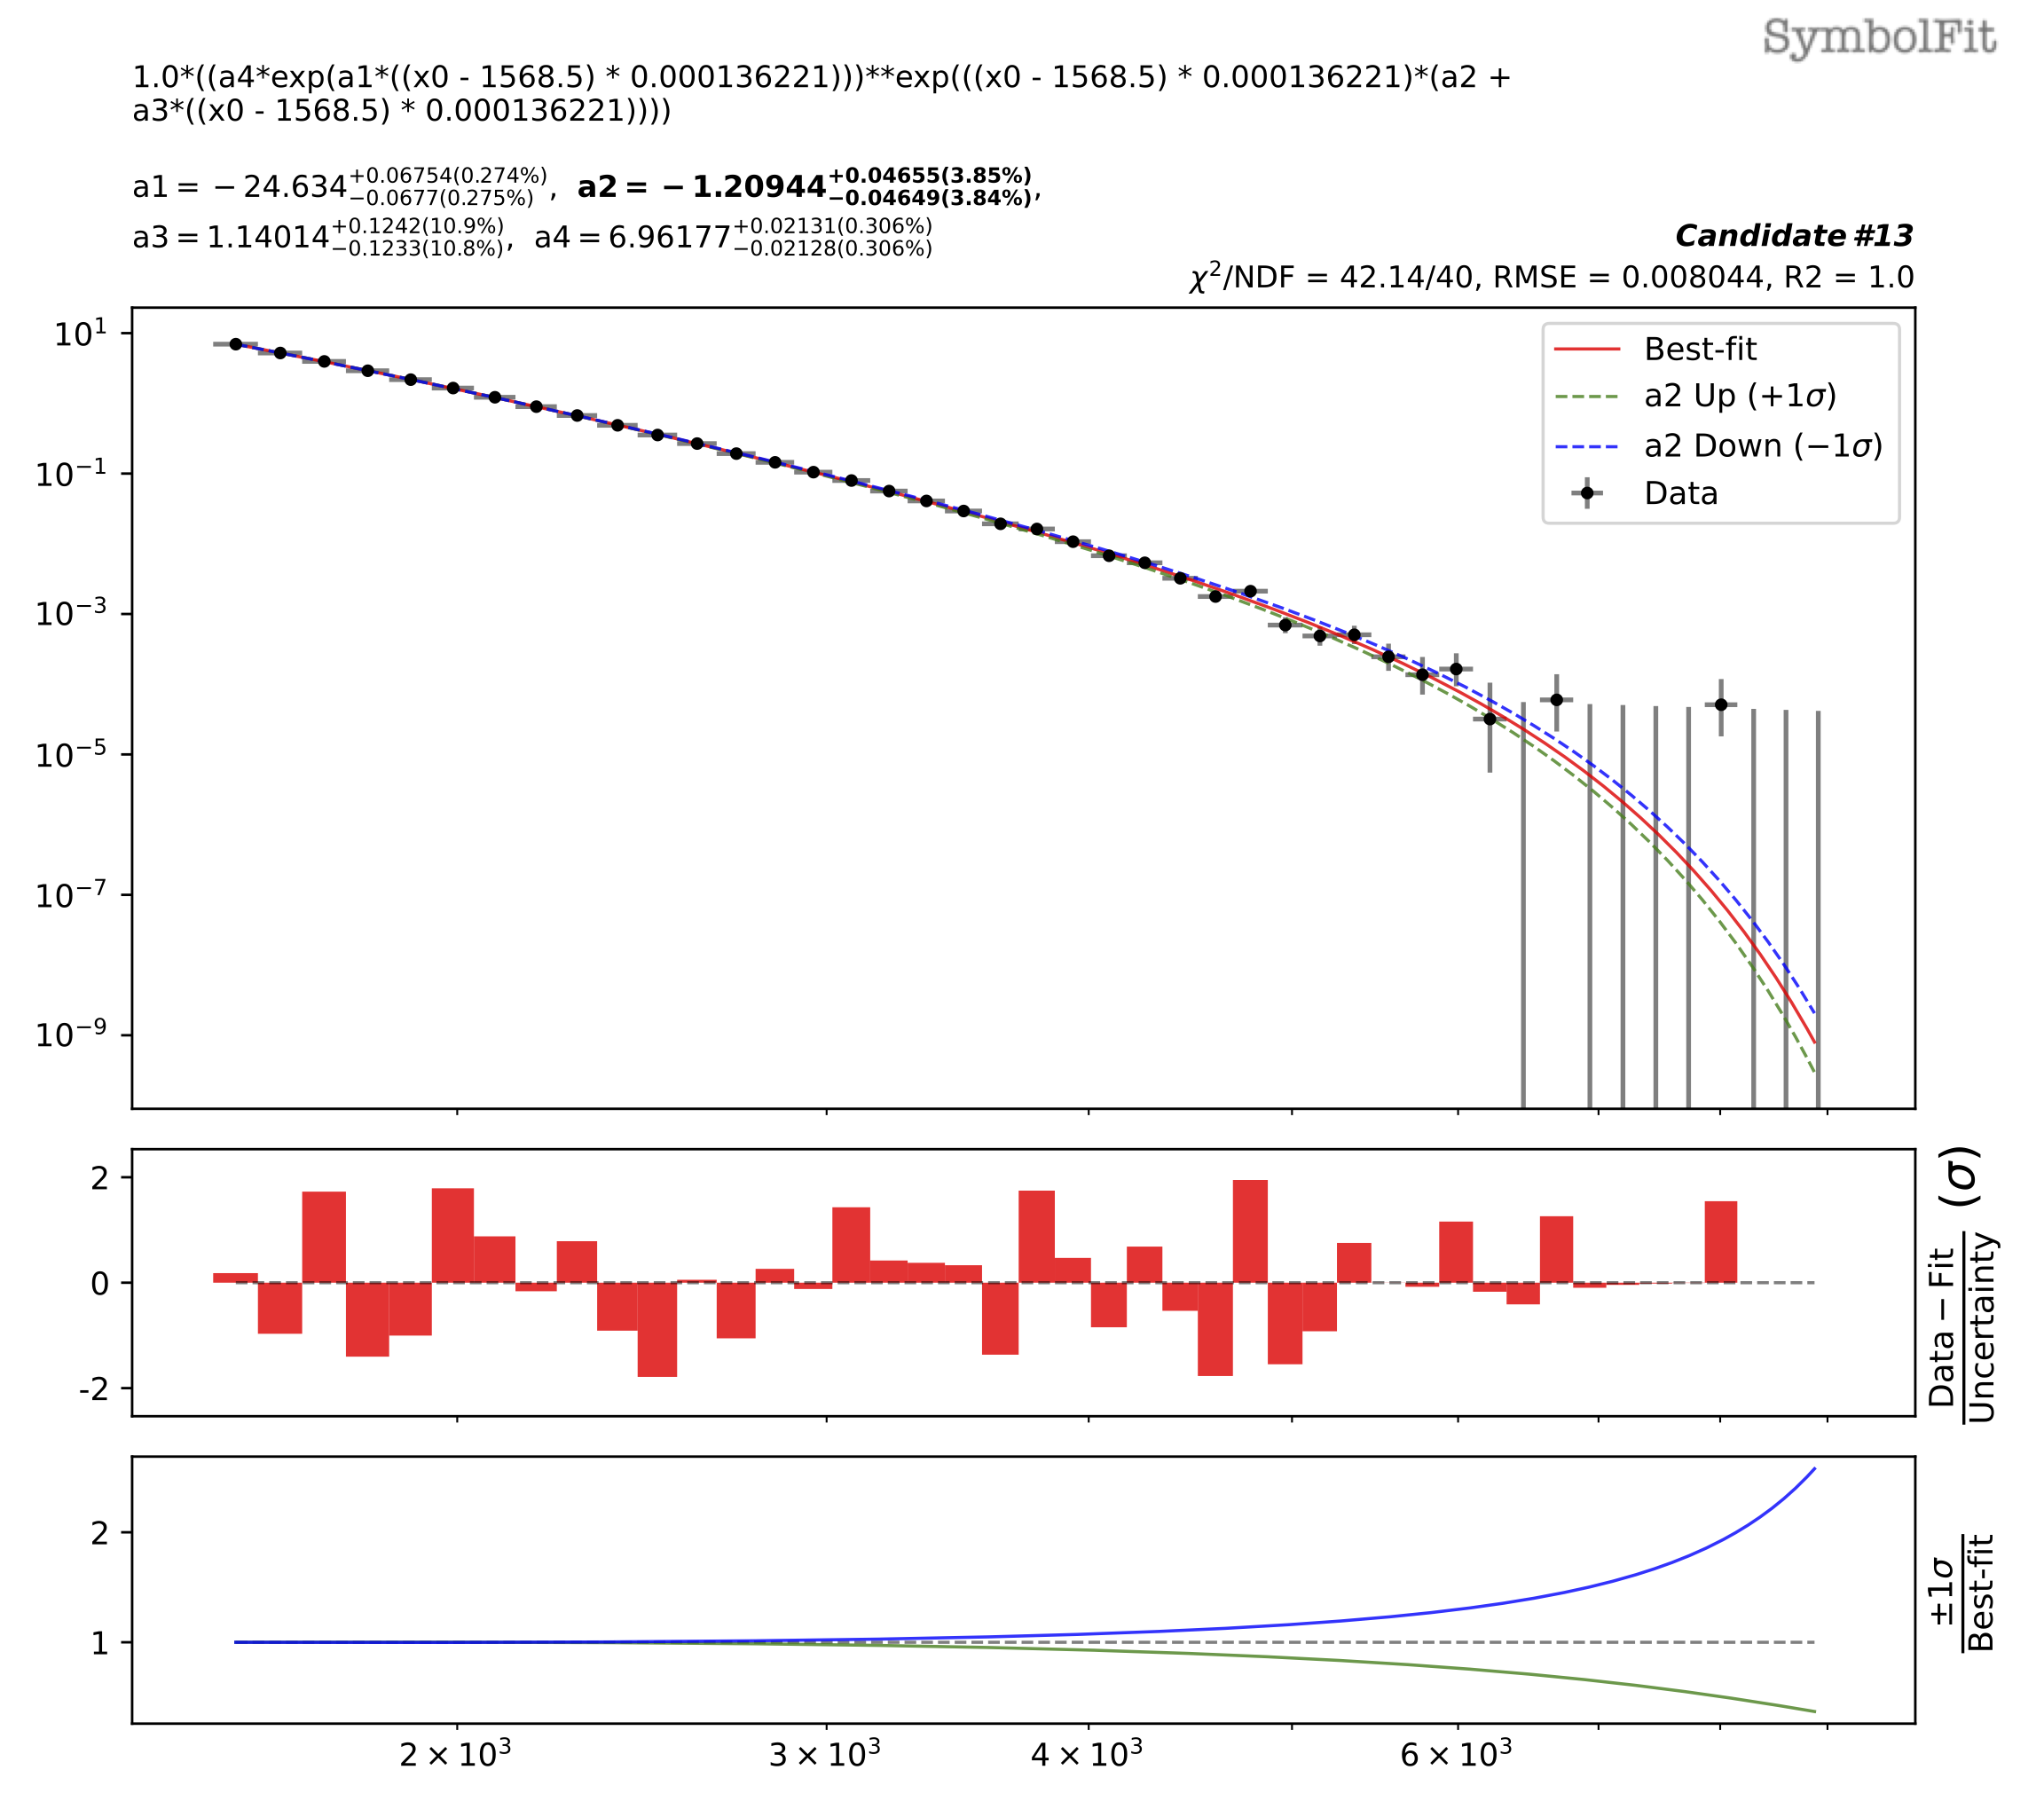 SymbolFit
1.0*((a4*exp(a1*((x0 - 1568.5) * 0.000136221)))**exp(((x0 - 1568.5) * 0.000136221)*(a2 +
a3*((x0 - 1568.5) * 0.000136221))))
a1 = −24.634 +0.06754(0.274%) −0.0677(0.275%), a2 = −1.20944 +0.04655(3.85%) −0.04649(3.84%),
a3 = 1.14014 +0.1242(10.9%) −0.1233(10.8%), a4 = 6.96177 +0.02131(0.306%) −0.02128(0.306%)
Candidate #13
χ²/NDF = 42.14/40, RMSE = 0.008044, R2 = 1.0
10¹
10⁻¹
10⁻³
10⁻⁵
10⁻⁷
10⁻⁹
Best-fit
a2 Up (+1σ)
a2 Down (−1σ)
Data
2
0
-2
Data − Fit
Uncertainty
(σ)
2
1
±1σ
Best-fit
2 × 10³
3 × 10³
4 × 10³
6 × 10³